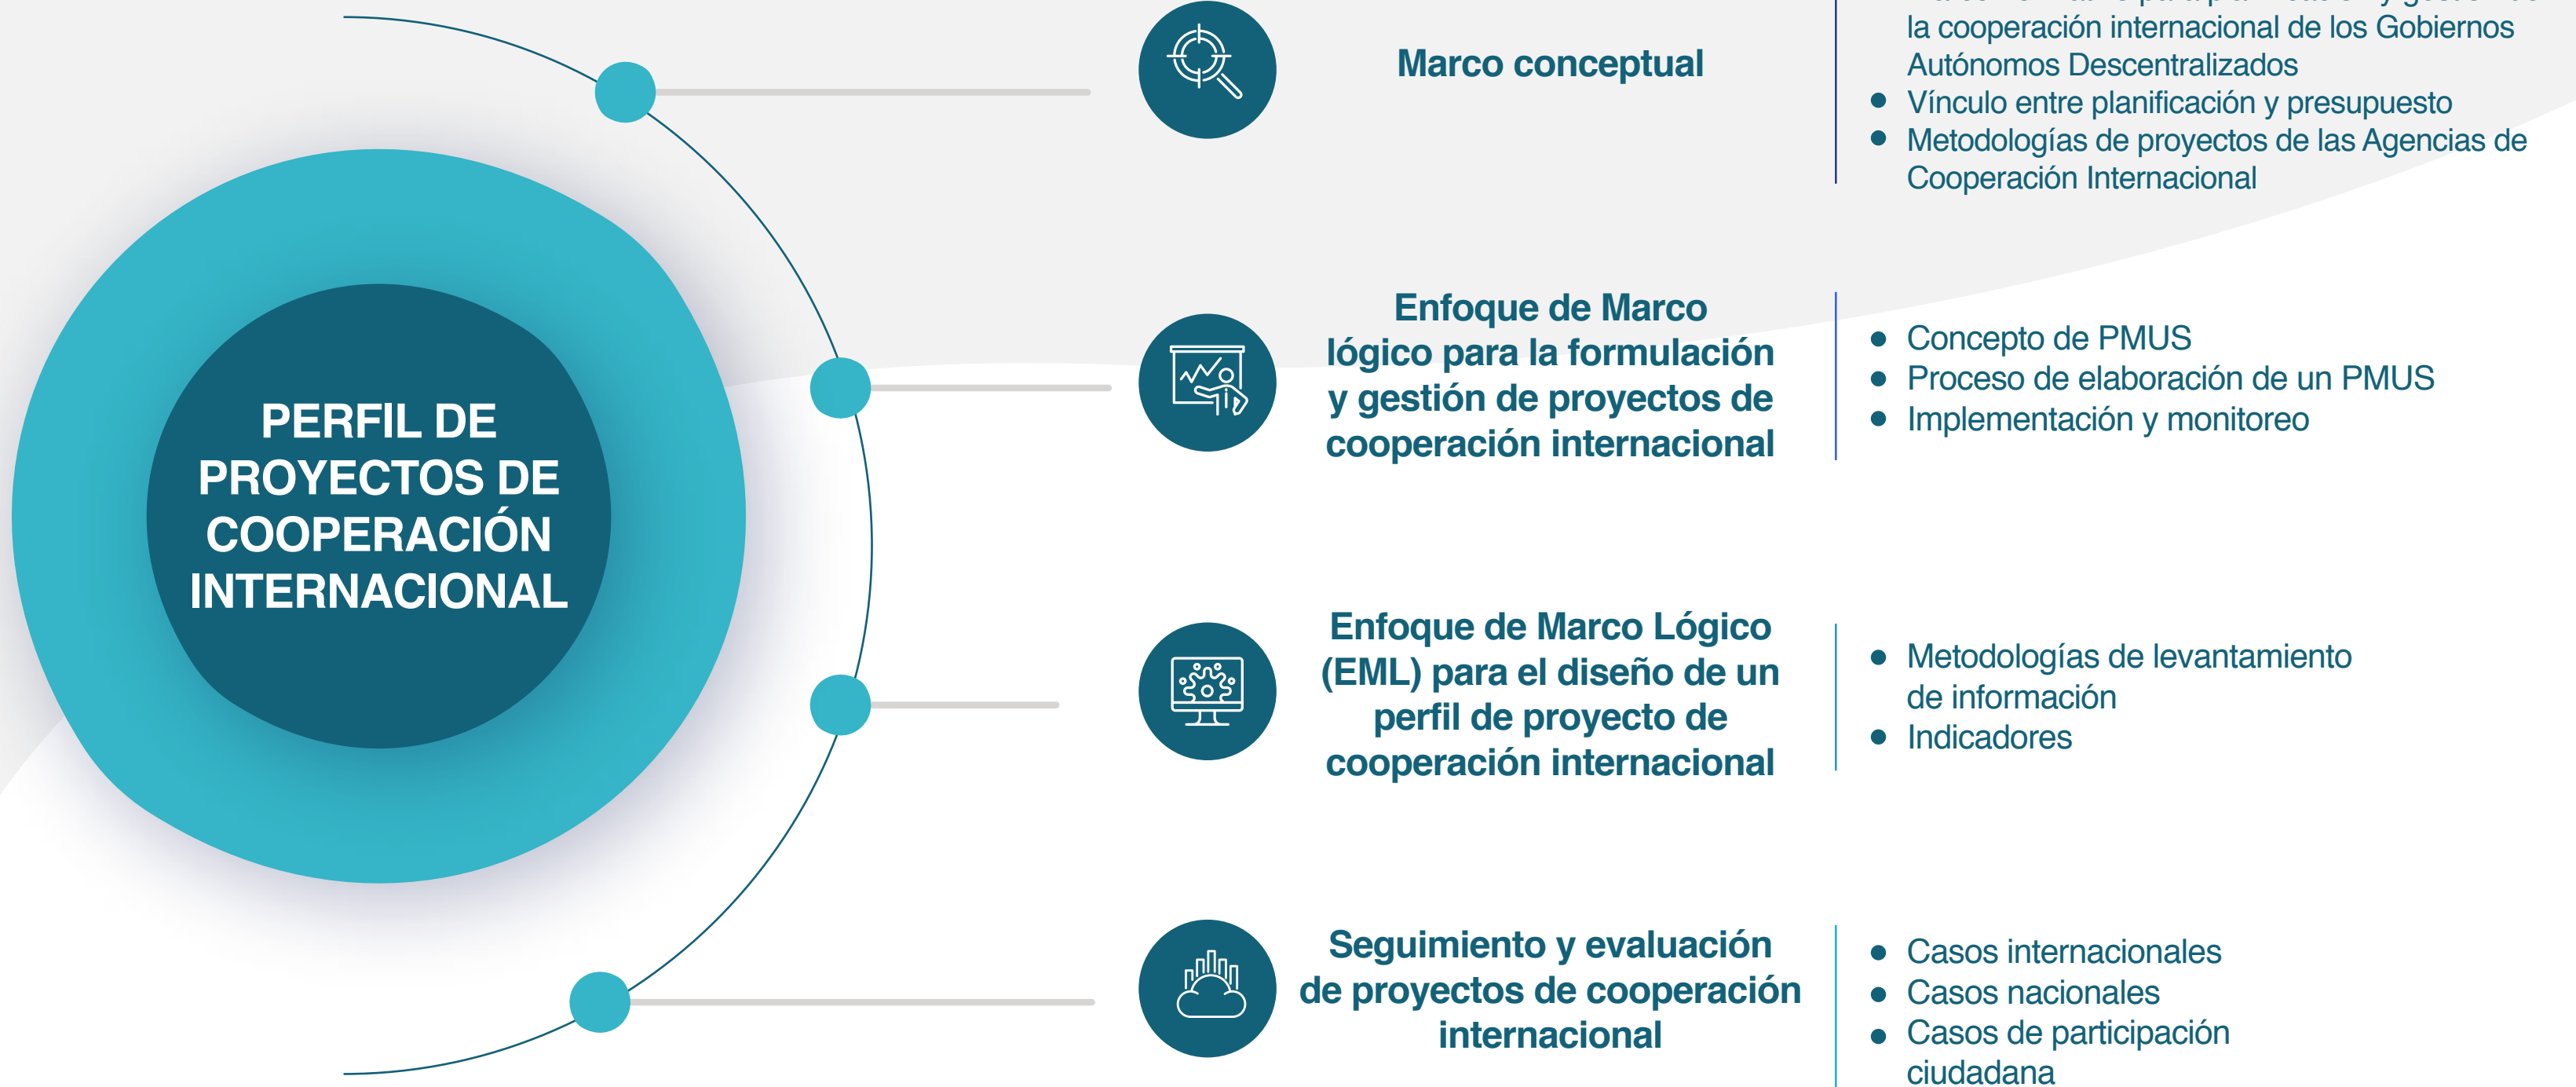 PERFIL DE
PROYECTOS DE
COOPERACIÓN
INTERNACIONAL
Marco conceptual
la cooperación internacional de los Gobiernos
Autónomos Descentralizados
Vínculo entre planificación y presupuesto
Metodologías de proyectos de las Agencias de
Cooperación Internacional
Enfoque de Marco
lógico para la formulación
y gestión de proyectos de
cooperación internacional
Concepto de PMUS
Proceso de elaboración de un PMUS
Implementación y monitoreo
Enfoque de Marco Lógico
(EML) para el diseño de un
perfil de proyecto de
cooperación internacional
Metodologías de levantamiento
de información
Indicadores
Seguimiento y evaluación
de proyectos de cooperación
internacional
Casos internacionales
Casos nacionales
Casos de participación
ciudadana